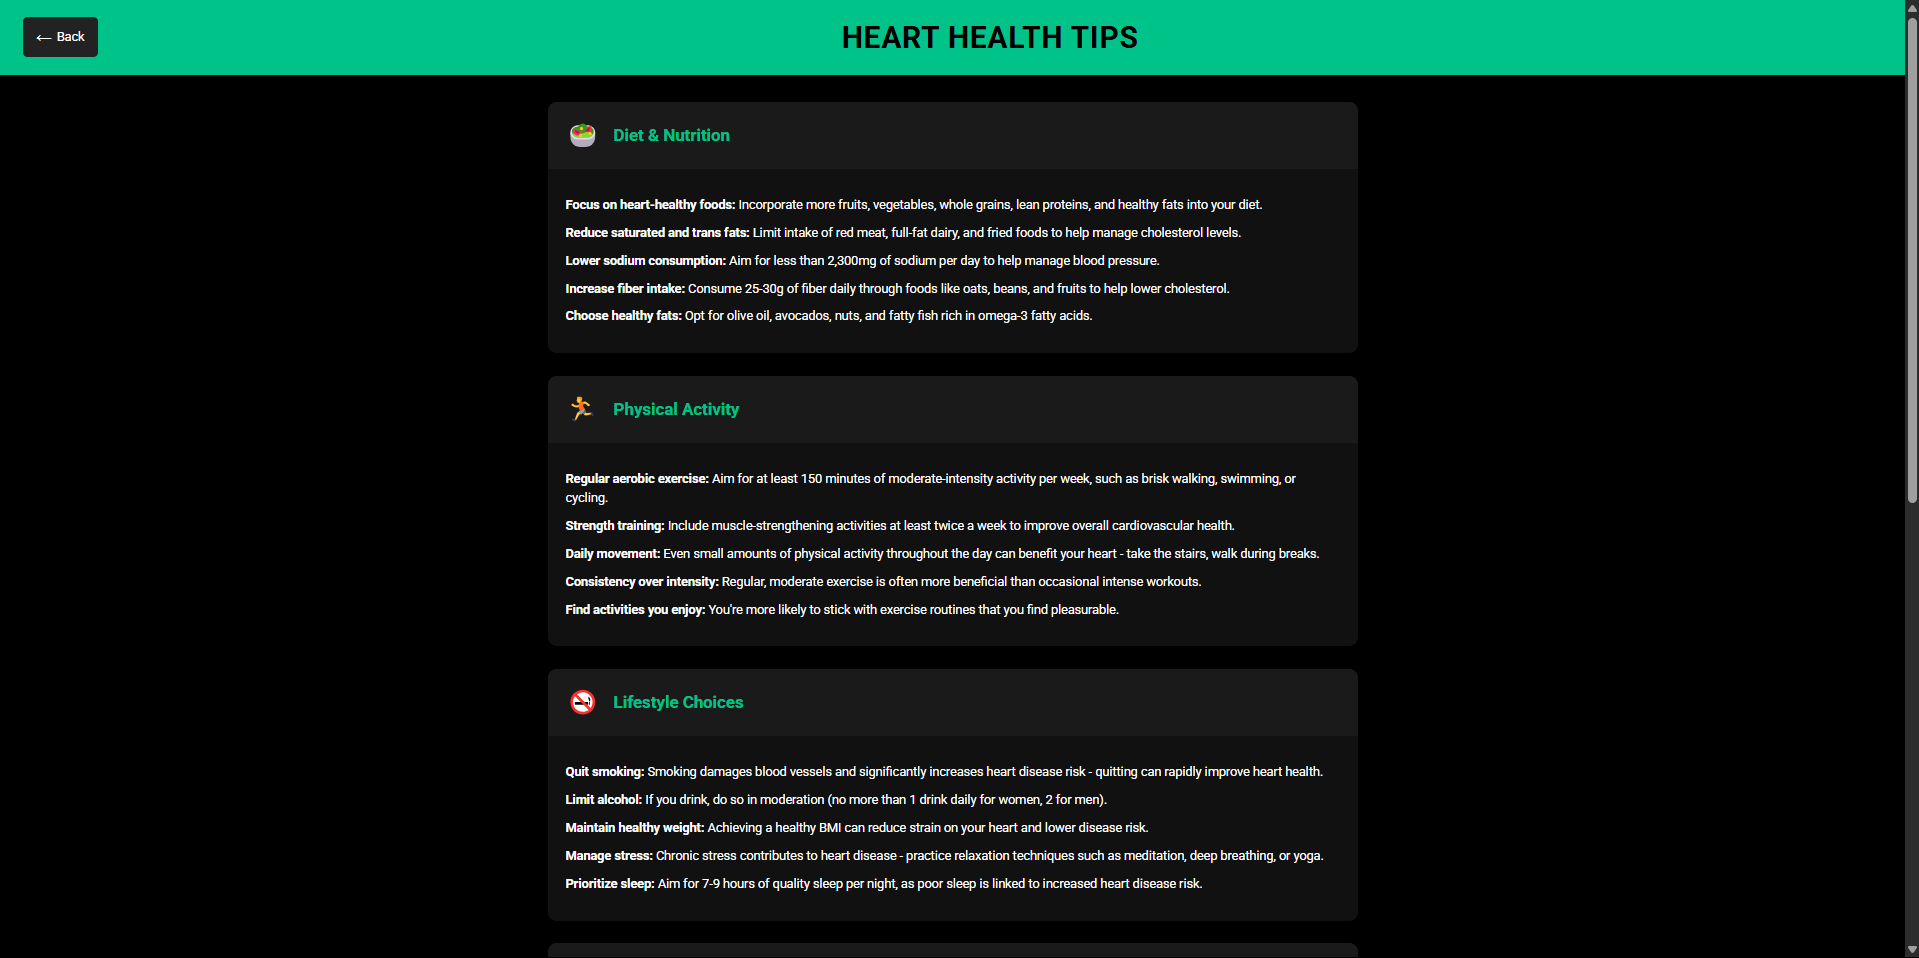 ← Back
HEART HEALTH TIPS
Diet & Nutrition
Focus on heart-healthy foods: Incorporate more fruits, vegetables, whole grains, lean proteins, and healthy fats into your diet.
Reduce saturated and trans fats: Limit intake of red meat, full-fat dairy, and fried foods to help manage cholesterol levels.
Lower sodium consumption: Aim for less than 2,300mg of sodium per day to help manage blood pressure.
Increase fiber intake: Consume 25-30g of fiber daily through foods like oats, beans, and fruits to help lower cholesterol.
Choose healthy fats: Opt for olive oil, avocados, nuts, and fatty fish rich in omega-3 fatty acids.
Physical Activity
Regular aerobic exercise: Aim for at least 150 minutes of moderate-intensity activity per week, such as brisk walking, swimming, or
cycling.
Strength training: Include muscle-strengthening activities at least twice a week to improve overall cardiovascular health.
Daily movement: Even small amounts of physical activity throughout the day can benefit your heart - take the stairs, walk during breaks.
Consistency over intensity: Regular, moderate exercise is often more beneficial than occasional intense workouts.
Find activities you enjoy: You're more likely to stick with exercise routines that you find pleasurable.
Lifestyle Choices
Quit smoking: Smoking damages blood vessels and significantly increases heart disease risk - quitting can rapidly improve heart health.
Limit alcohol: If you drink, do so in moderation (no more than 1 drink daily for women, 2 for men).
Maintain healthy weight: Achieving a healthy BMI can reduce strain on your heart and lower disease risk.
Manage stress: Chronic stress contributes to heart disease - practice relaxation techniques such as meditation, deep breathing, or yoga.
Prioritize sleep: Aim for 7-9 hours of quality sleep per night, as poor sleep is linked to increased heart disease risk.